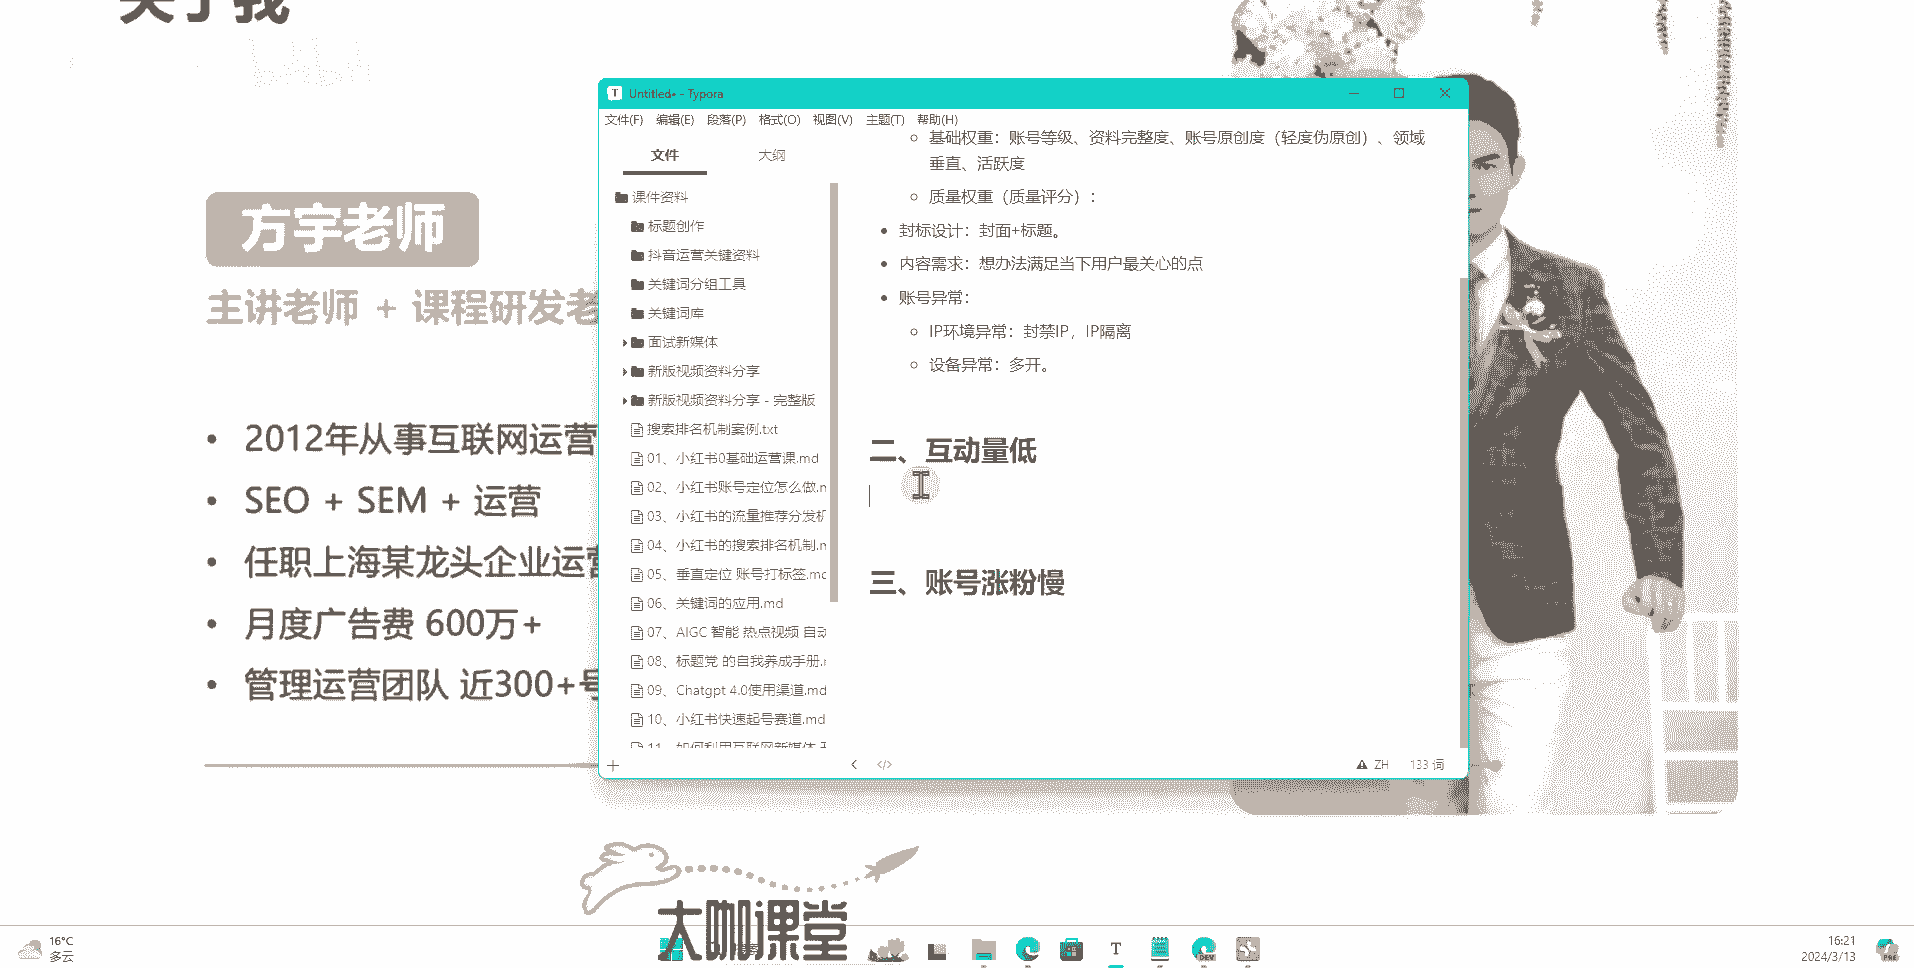 关于我
方宇老师
主讲老师 + 课程研发老
• 2012年从事互联网运营
• SEO + SEM + 运营
• 任职上海某龙头企业运营
• 月度广告费 600万+
• 管理运营团队 近300+号
Untitled• - Typora
文件(F) 编辑(E) 段落(P) 格式(O) 视图(V) 主题(T) 帮助(H)
文件 大纲
课件资料
标题创作
抖音运营关键资料
关键词分组工具
关键词库
面试新媒体
新版视频资料分享
新版视频资料分享 - 完整版
搜索排名机制案例.txt
01、小红书0基础运营课.md
02、小红书账号定位怎么做.m
03、小红书的流量推荐分发机
04、小红书的搜索排名机制.m
05、垂直定位 账号打标签.md
06、关键词的应用.md
07、AIGC 智能 热点视频 自动
08、标题党 的自我养成手册.
09、Chatgpt 4.0使用渠道.md
10、小红书快速起号赛道.md
11、如何利用互联网新媒体
基础权重：账号等级、资料完整度、账号原创度（轻度伪原创）、领域
垂直、活跃度
质量权重（质量评分）：
• 封标设计：封面+标题。
• 内容需求：想办法满足当下用户最关心的点
• 账号异常：
IP环境异常：封禁IP，IP隔离
设备异常：多开。
二、互动量低
三、账号涨粉慢
ZH 133 词
大咖课堂
16°C
多云
T
DEV
16:21
2024/3/13
PRE